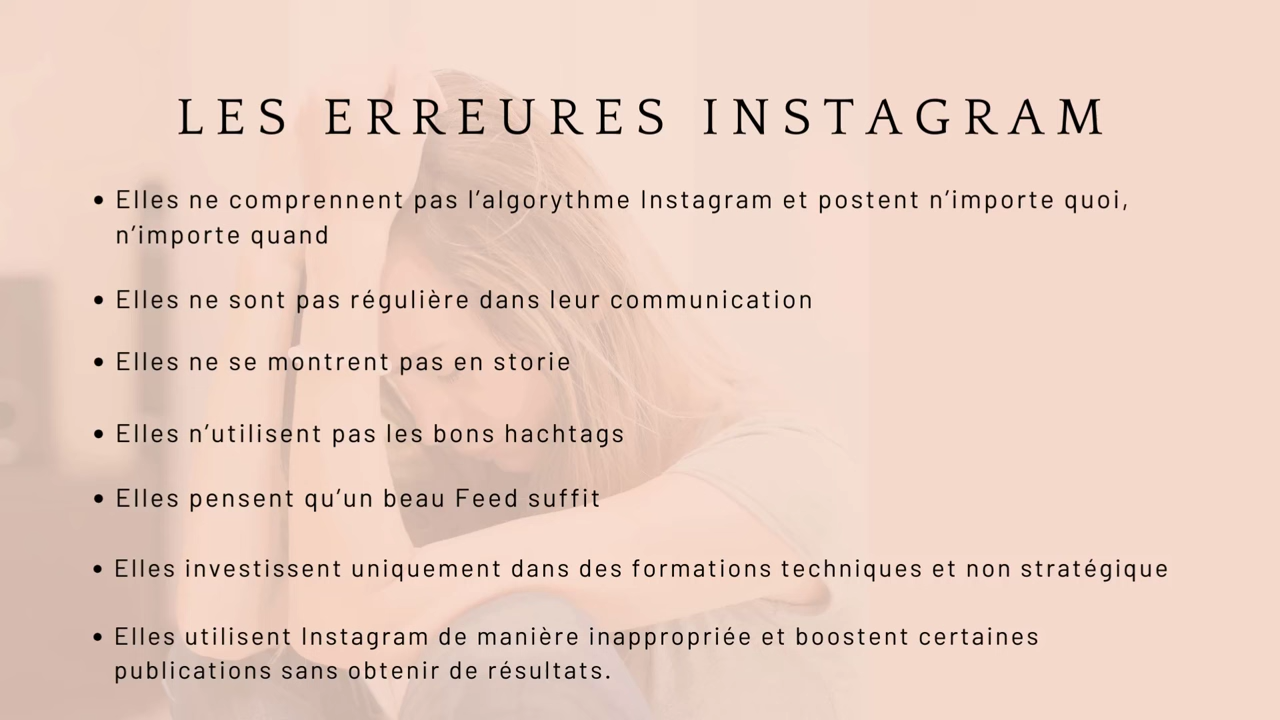 LES ERREURES INSTAGRAM
• Elles ne comprennent pas l’algorythme Instagram et postent n’importe quoi,
n’importe quand
• Elles ne sont pas régulière dans leur communication
• Elles ne se montrent pas en storie
• Elles n’utilisent pas les bons hachtags
• Elles pensent qu’un beau Feed suffit
• Elles investissent uniquement dans des formations techniques et non stratégique
• Elles utilisent Instagram de manière inappropriée et boostent certaines
publications sans obtenir de résultats.